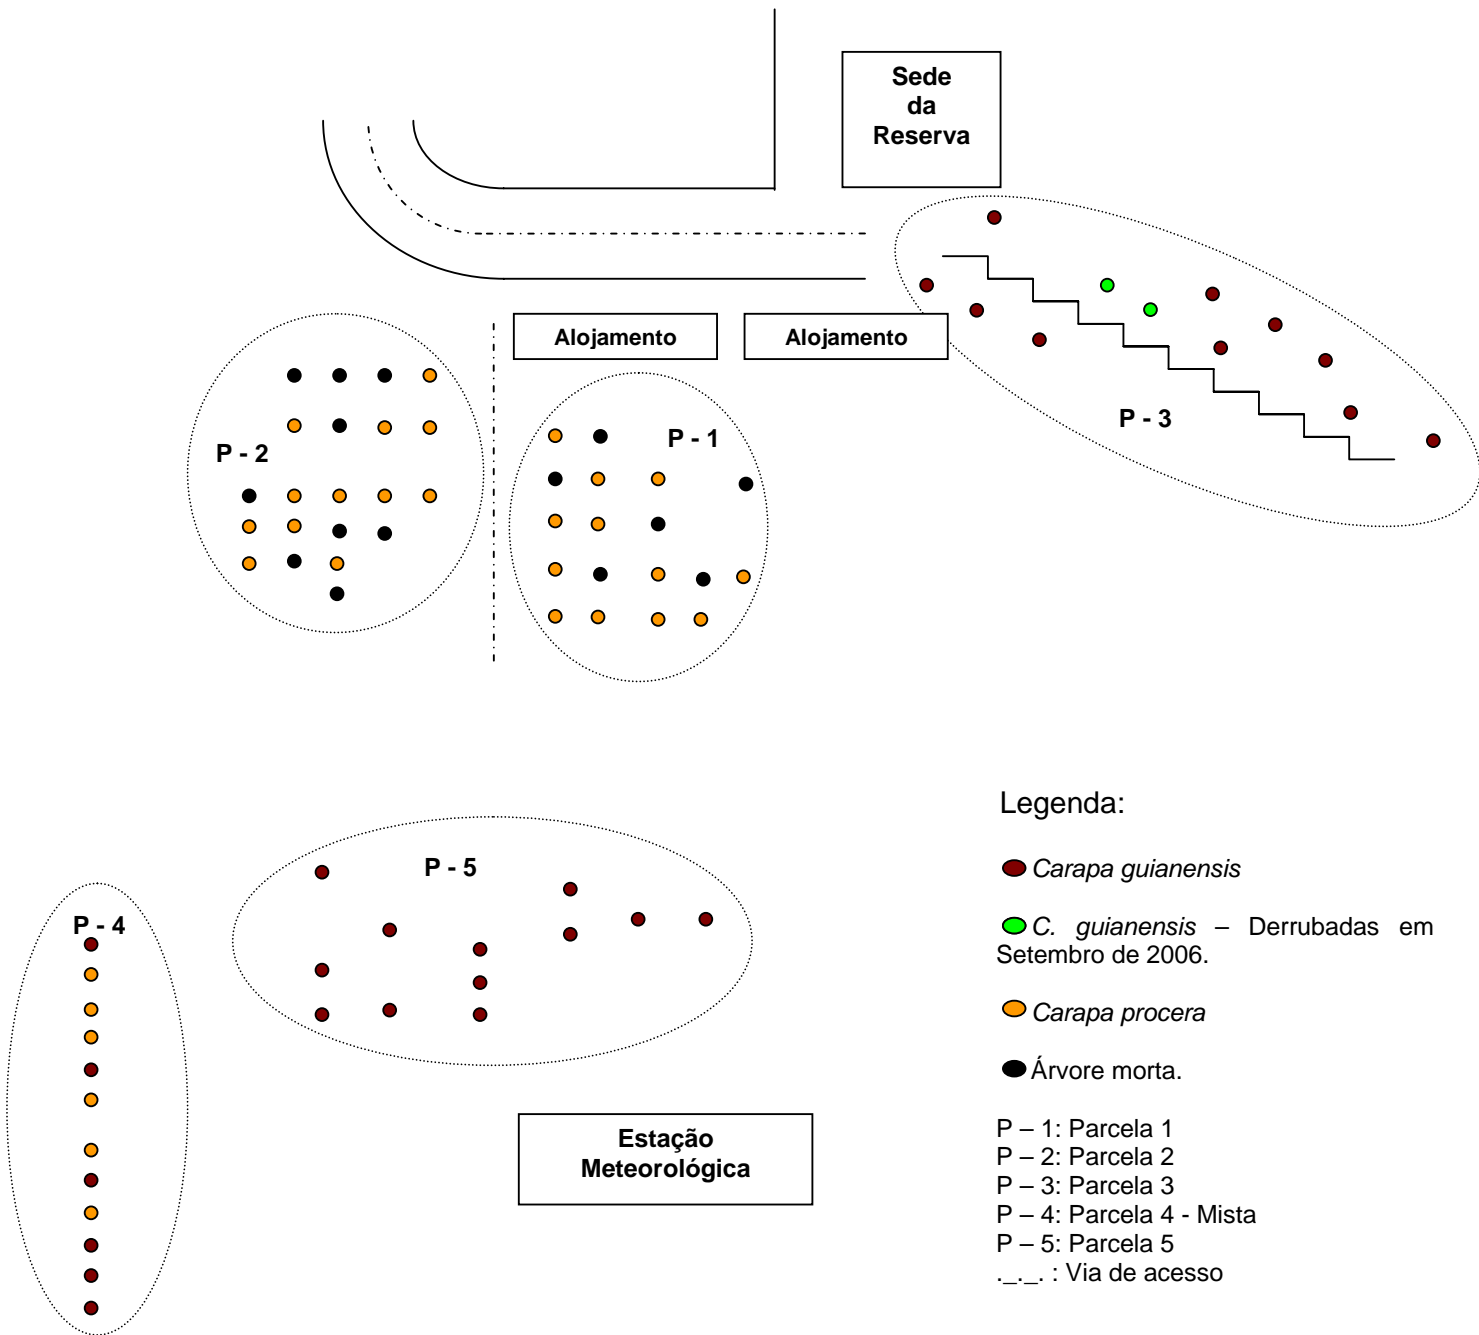 Sede
da
Reserva
Alojamento
Alojamento
P - 3
P - 2
P - 1
Legenda:
P - 5
Carapa guianensis
P - 4
C. guianensis – Derrubadas em
Setembro de 2006.
Carapa procera
Árvore morta.
Estação
Meteorológica
P – 1: Parcela 1
P – 2: Parcela 2
P – 3: Parcela 3
P – 4: Parcela 4 - Mista
P – 5: Parcela 5
._._. : Via de acesso